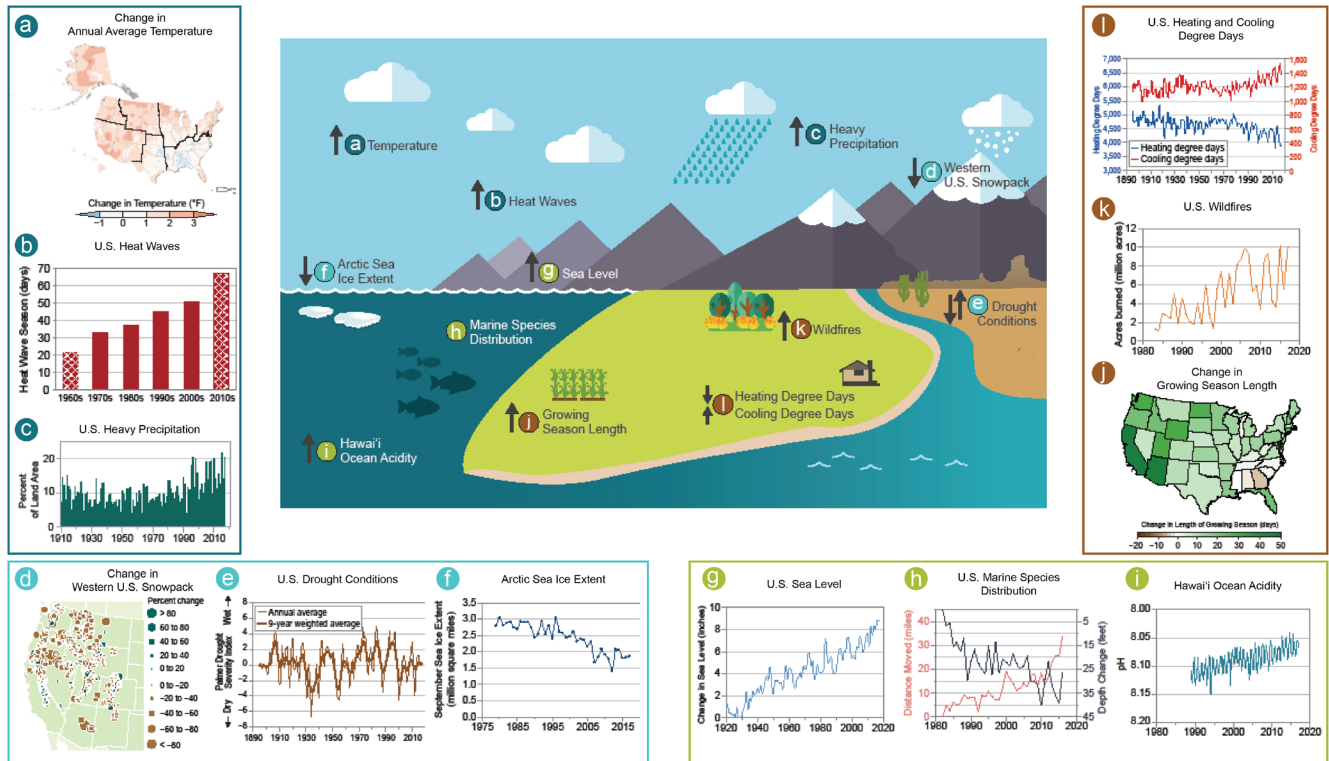 a
Change in
Annual Average Temperature
Change in Temperature (°F)
−1 0 1 2 3
b
U.S. Heat Waves
Heat Wave Season (days)
70
60
50
40
30
20
10
0
1960s 1970s 1980s 1990s 2000s 2010s
c
U.S. Heavy Precipitation
Percent
of Land Area
20
10
0
1910 1930 1950 1970 1990 2010
a Temperature
b Heat Waves
c Heavy
Precipitation
d Western
U.S. Snowpack
f Arctic Sea
Ice Extent
g Sea Level
h Marine Species
Distribution
k Wildfires
e Drought
Conditions
j Growing
Season Length
l Heating Degree Days
Cooling Degree Days
i Hawaiʻi
Ocean Acidity
l
U.S. Heating and Cooling
Degree Days
Heating Degree Days
7,000
6,500
6,000
5,500
5,000
4,500
4,000
3,500
3,000
Cooling Degree Days
1,600
1,400
1,200
1,000
800
600
400
200
0
Heating degree days
Cooling degree days
1890 1910 1930 1950 1970 1990 2010
k
U.S. Wildfires
Acres burned (million acres)
12
10
8
6
4
2
0
1980 1990 2000 2010 2020
j
Change in
Growing Season Length
Change in Length of Growing Season (days)
−20 −10 0 10 20 30 40 50
d
Change in
Western U.S. Snowpack
Percent change
> 80
60 to 80
40 to 60
20 to 40
0 to 20
0 to −20
−20 to −40
−40 to −60
−60 to −80
< −80
e
U.S. Drought Conditions
Dry Palmer Drought Wet
Severity Index
8
6
4
2
0
−2
−4
−6
−8
Annual average
9-year weighted average
1890 1910 1930 1950 1970 1990 2010
f
Arctic Sea Ice Extent
September Sea Ice Extent
(million square miles)
3.5
3.0
2.5
2.0
1.5
1.0
0.5
0.0
1975 1985 1995 2005 2015
g
U.S. Sea Level
Change in Sea Level (inches)
10
8
6
4
2
0
1920 1940 1960 1980 2000 2020
h
U.S. Marine Species
Distribution
Distance Moved (miles)
40
30
20
10
0
Depth Change (feet)
5
15
25
35
45
1980 1990 2000 2010 2020
i
Hawaiʻi Ocean Acidity
pH
8.00
8.05
8.10
8.15
8.20
1980 1990 2000 2010 2020